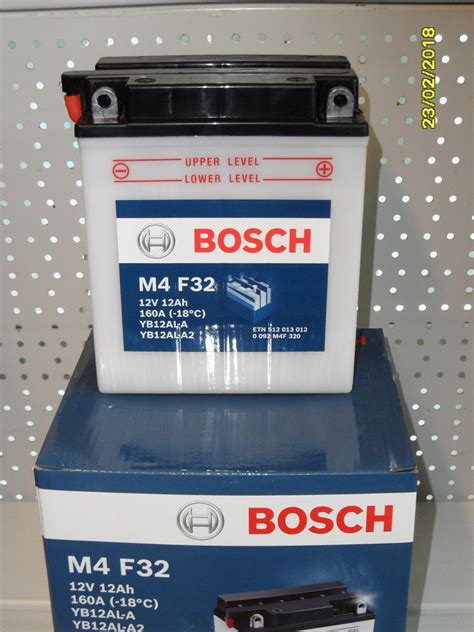 23/02/2018
UPPER LEVEL
LOWER LEVEL
BOSCH
M4 F32
12V 12Ah
160A (-18°C)
YB12AL-A
YB12AL-A2
ETN 512 013 012
0 092 M4F 320
BOSCH
M4 F32
12V 12Ah
160A (-18°C)
YB12AL-A
YB12AL-A2